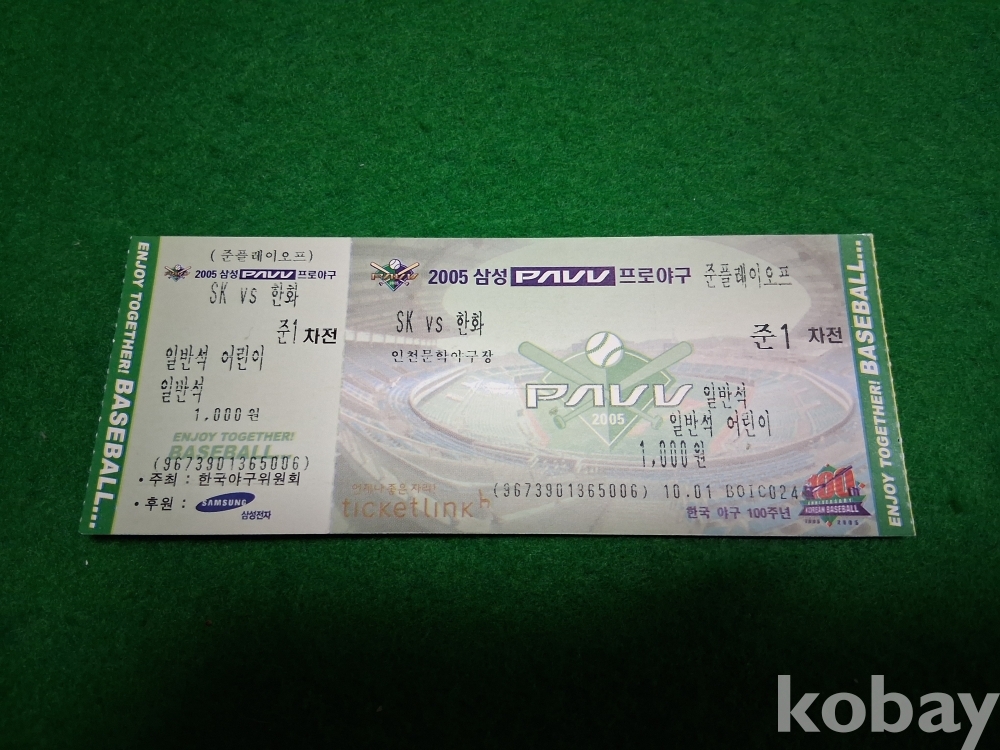 ENJOY TOGETHER! BASEBALL...
(준플레이오프)
2005 삼성 PAVV 프로야구
SK vs 한화
준1 차전
일반석 어린이
일반석
1,000원
ENJOY TOGETHER!
BASEBALL...
(9673901365006)
・주최 : 한국야구위원회
・후원 : SAMSUNG
삼성전자
2005 삼성 PAVV 프로야구 준플레이오프
SK vs 한화
준1 차전
인천문학야구장
PAVV
2005
일반석
일반석 어린이
1,000원
ticketlink
(9673901365006) 10.01
한국 야구 100주년
100th
ANNIVERSARY
KOREAN BASEBALL
1905 2005
ENJOY TOGETHER! BASEBALL...
kobay